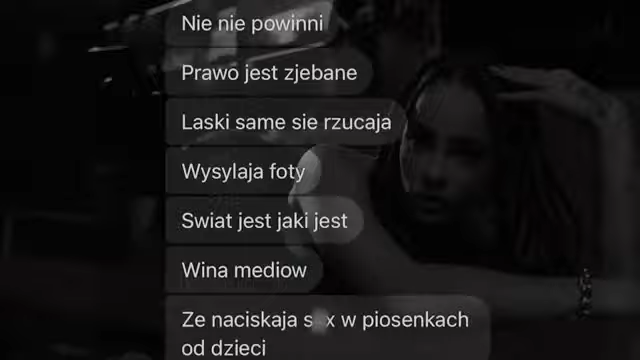 Nie nie powinni
Prawo jest zjebane
Laski same sie rzucaja
Wysylaja foty
Swiat jest jaki jest
Wina mediow
Ze naciskaja s x w piosenkach
od dzieci